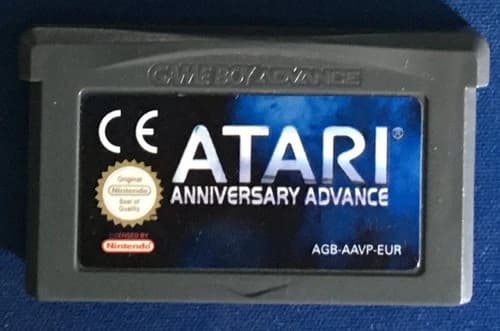 GAME BOY ADVANCE
CE
ATARI®
ANNIVERSARY ADVANCE
Original
Nintendo
Seal of
Quality
LICENSED BY
Nintendo
AGB-AAVP-EUR